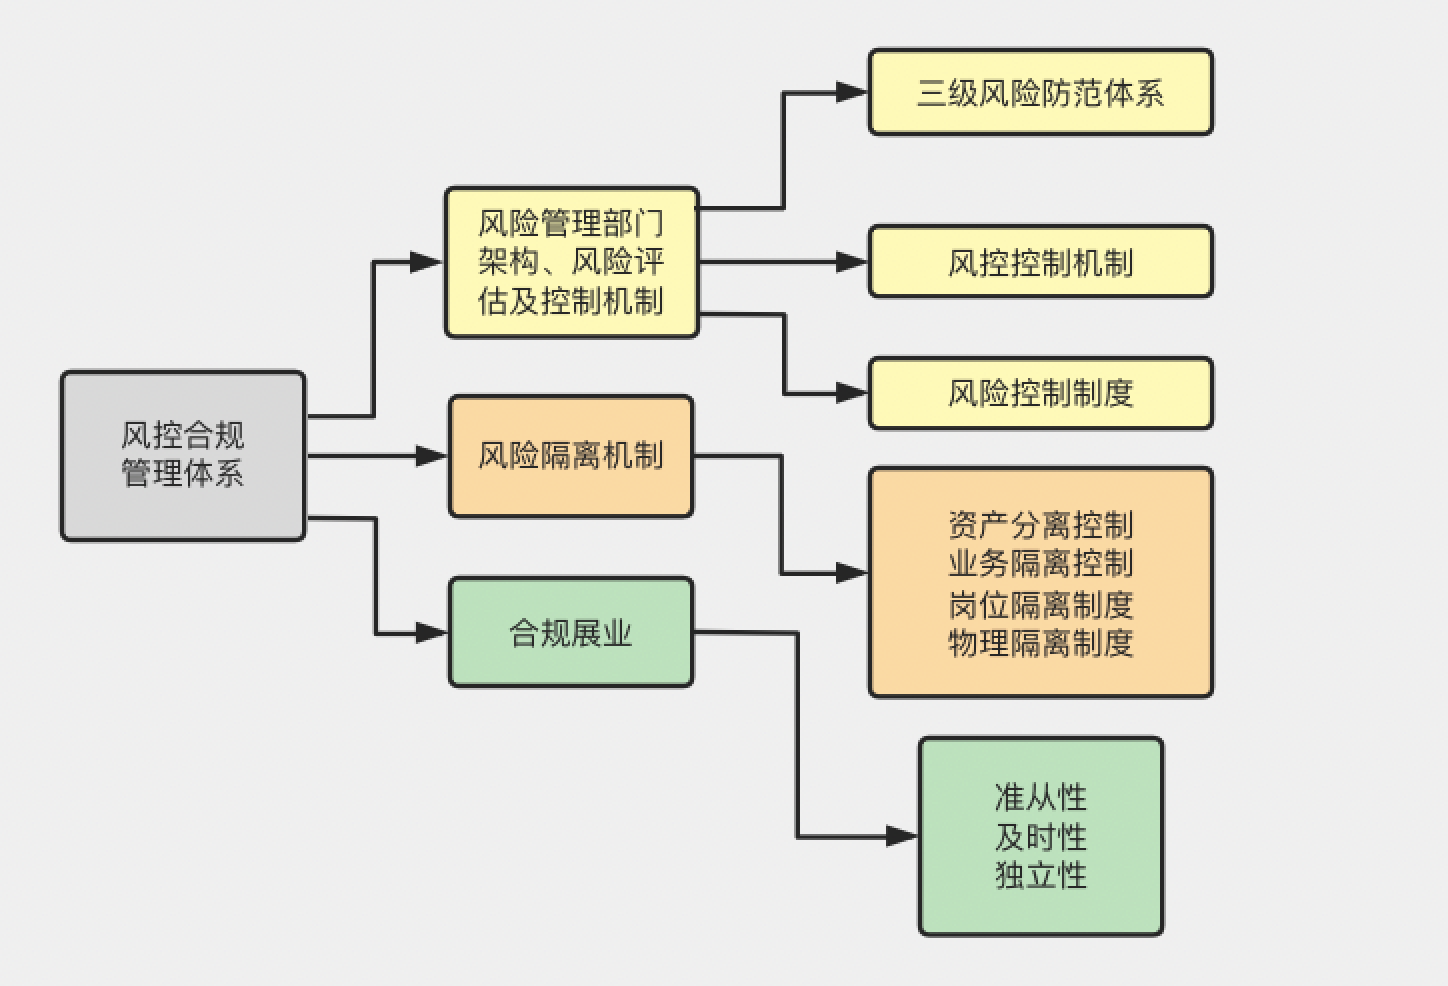 三级风险防范体系
风险管理部门
架构、风险评
估及控制机制
风控控制机制
风险控制制度
风控合规
管理体系
风险隔离机制
资产分离控制
业务隔离控制
岗位隔离制度
物理隔离制度
合规展业
准从性
及时性
独立性